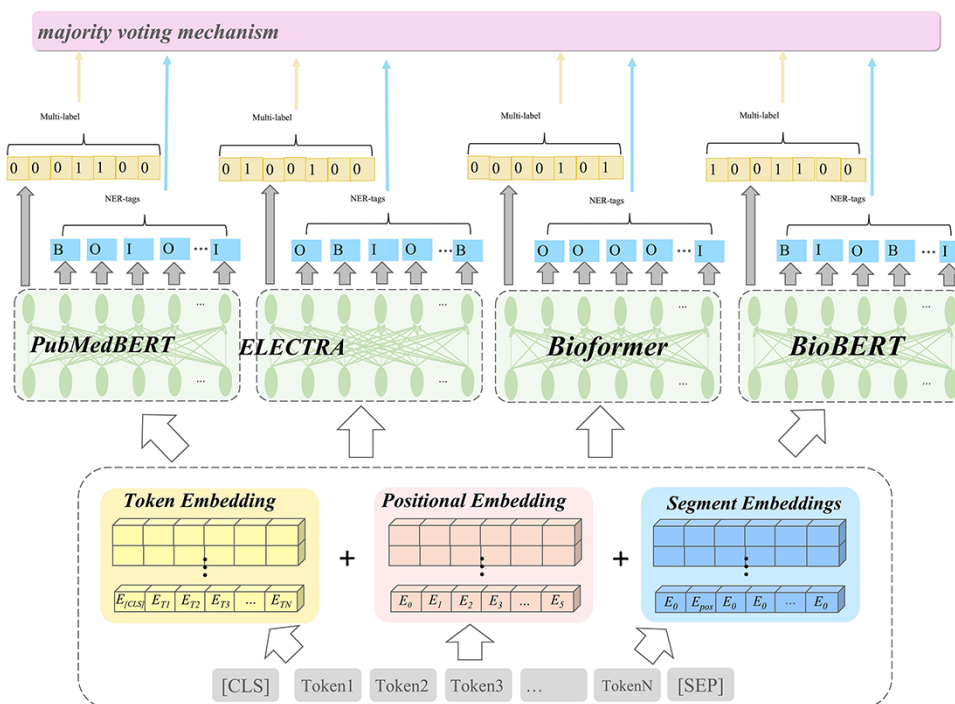 majority voting mechanism
Multi-label Multi-label Multi-label Multi-label
0 0 0 1 1 0 0 0 1 0 0 1 0 0 0 0 0 0 1 0 1 1 0 0 1 1 0 0
NER-tags NER-tags NER-tags NER-tags
B O I O ... I O B I O ... B O O O O ... I B I O B ... I
... ... ... ...
PubMedBERT ELECTRA Bioformer BioBERT
... ... ... ...
Token Embedding Positional Embedding Segment Embeddings
+ +
E[CLS] ET1 ET2 ET3 ... ETN E0 E1 E2 E3 ... E5 E0 Epos E0 E0 ... E0
[CLS] Token1 Token2 Token3 ... TokenN [SEP]